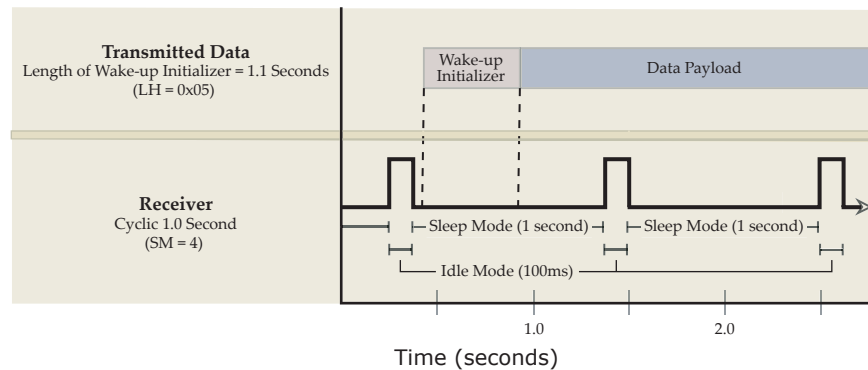 Transmitted Data
Length of Wake-up Initializer = 1.1 Seconds
(LH = 0x05)
Wake-up
Initializer
Data Payload
Receiver
Cyclic 1.0 Second
(SM = 4)
Sleep Mode (1 second)
Sleep Mode (1 second)
Idle Mode (100ms)
1.0
2.0
Time (seconds)